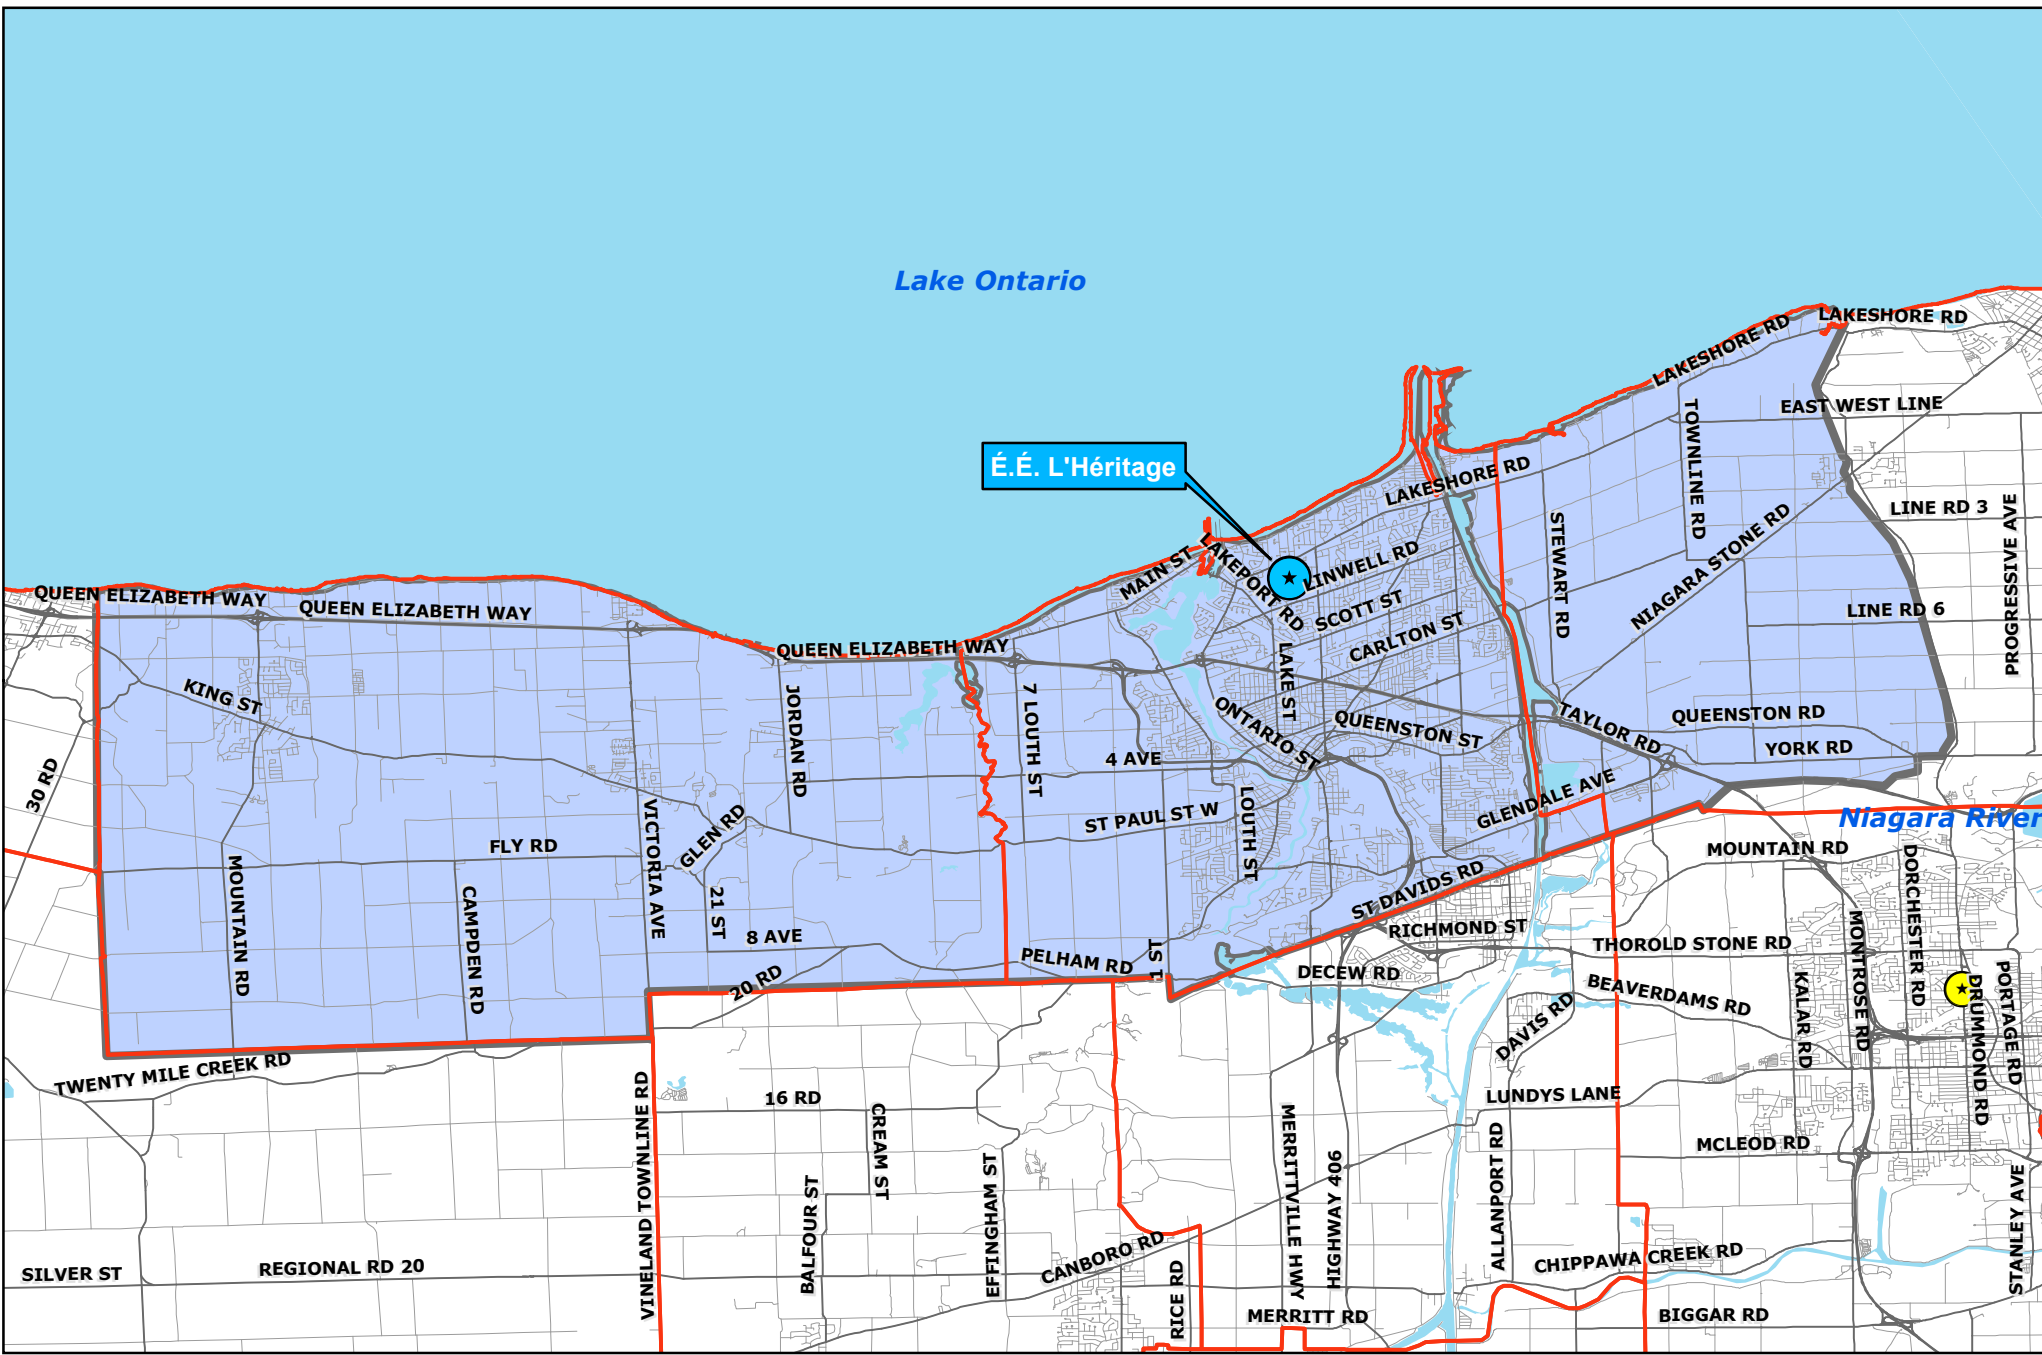 Lake Ontario
LAKESHORE RD
LAKESHORE RD
EAST WEST LINE
TOWNLINE RD
É.É. L'Héritage
LAKESHORE RD
LINE RD 3
PROGRESSIVE AVE
STEWART RD
NIAGARA STONE RD
MAIN ST
LAKEPORT RD
LINWELL RD
SCOTT ST
CARLTON ST
LINE RD 6
QUEEN ELIZABETH WAY
QUEEN ELIZABETH WAY
QUEEN ELIZABETH WAY
KING ST
JORDAN RD
7 LOUTH ST
LAKE ST
ONTARIO ST
QUEENSTON ST
TAYLOR RD
QUEENSTON RD
YORK RD
30 RD
4 AVE
GLENDALE AVE
ST PAUL ST W
LOUTH ST
VICTORIA AVE
GLEN RD
FLY RD
Niagara River
MOUNTAIN RD
DORCHESTER RD
MOUNTAIN RD
CAMPDEN RD
21 ST
8 AVE
ST DAVIDS RD
RICHMOND ST
THOROLD STONE RD
MONTROSE RD
PELHAM RD
1 ST
20 RD
DECEW RD
BEAVERDAMS RD
KALAR RD
DRUMMOND RD
PORTAGE RD
DAVIS RD
TWENTY MILE CREEK RD
16 RD
CREAM ST
LUNDYS LANE
VINELAND TOWNLINE RD
MERRITTVILLE HWY
HIGHWAY 406
ALLANPORT RD
MCLEOD RD
BALFOUR ST
EFFINGHAM ST
STANLEY AVE
CANBORO RD
CHIPPAWA CREEK RD
SILVER ST
REGIONAL RD 20
RICE RD
MERRITT RD
BIGGAR RD